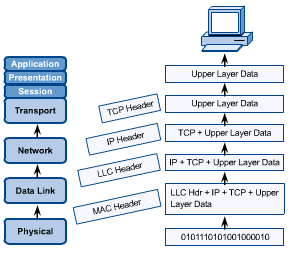 Application
Presentation
Session
Transport
Network
Data Link
Physical
TCP Header
IP Header
LLC Header
MAC Header
Upper Layer Data
Upper Layer Data
TCP + Upper Layer Data
IP + TCP + Upper Layer Data
LLC Hdr + IP + TCP + Upper
Layer Data
0101110101001000010